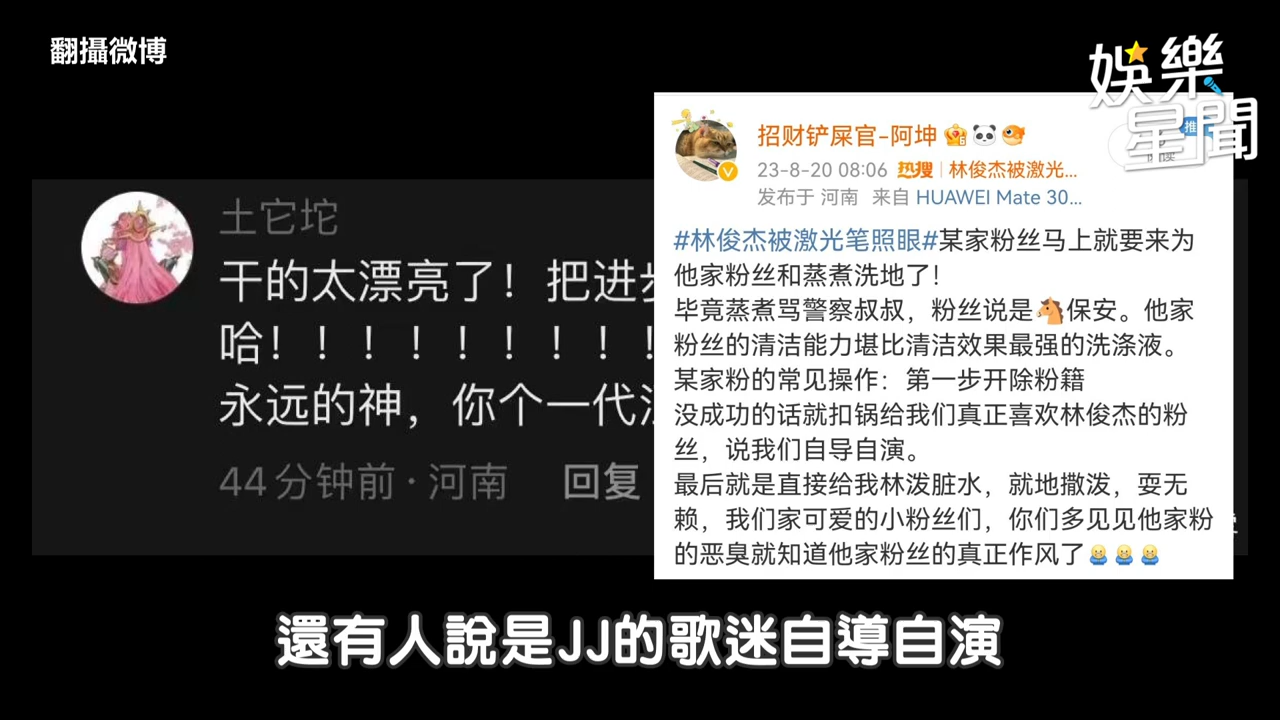 翻攝微博
娛樂
星聞
土它坨
干的太漂亮了！把进步
哈！！！！！！！！！
永远的神，你个一代
44分钟前·河南 回复
招财铲屎官-阿坤
23-8-20 08:06 热搜 | 林俊杰被激光...
发布于 河南 来自 HUAWEI Mate 30...
#林俊杰被激光笔照眼#某家粉丝马上就要来为
他家粉丝和蒸煮洗地了！
毕竟蒸煮骂警察叔叔，粉丝说是🐴保安。他家
粉丝的清洁能力堪比清洁效果最强的洗涤液。
某家粉的常见操作：第一步开除粉籍
没成功的话就扣锅给我们真正喜欢林俊杰的粉
丝，说我们自导自演。
最后就是直接给我林泼脏水，就地撒泼，耍无
赖，我们家可爱的小粉丝们，你们多见见他家粉
的恶臭就知道他家粉丝的真正作风了
還有人說是JJ的歌迷自導自演